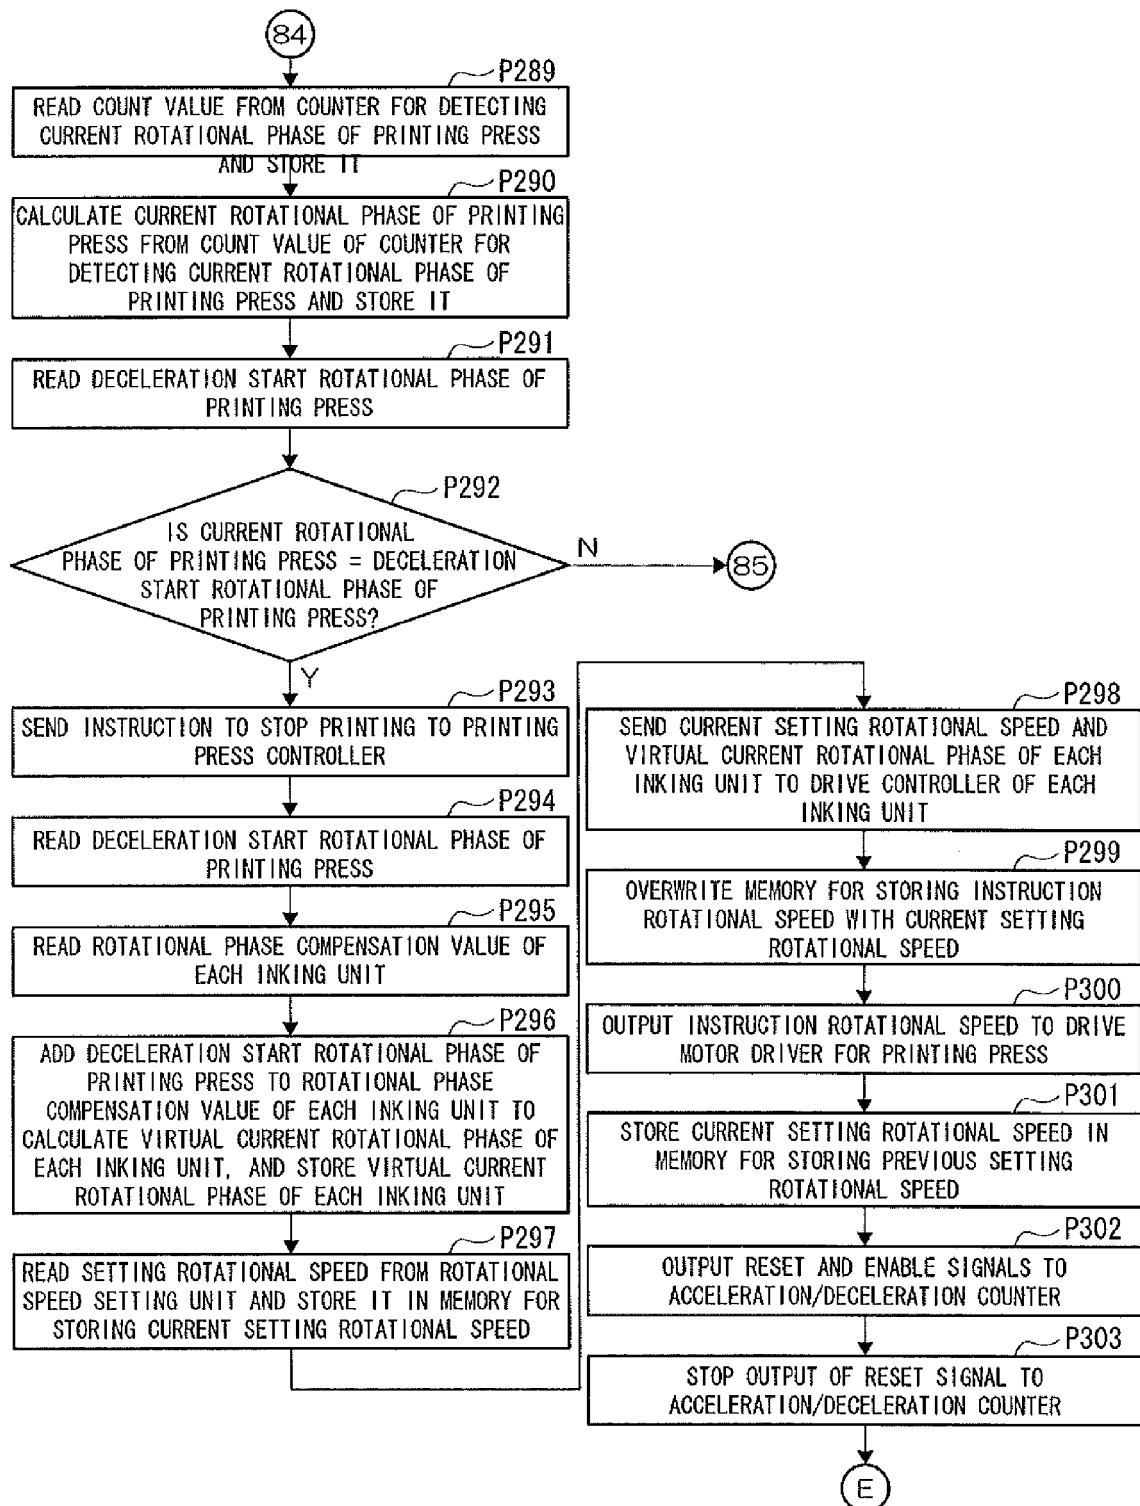 84
P289
READ COUNT VALUE FROM COUNTER FOR DETECTING
CURRENT ROTATIONAL PHASE OF PRINTING PRESS
AND STORE IT
P290
CALCULATE CURRENT ROTATIONAL PHASE OF PRINTING
PRESS FROM COUNT VALUE OF COUNTER FOR
DETECTING CURRENT ROTATIONAL PHASE OF
PRINTING PRESS AND STORE IT
P291
READ DECELERATION START ROTATIONAL PHASE OF
PRINTING PRESS
P292
IS CURRENT ROTATIONAL
PHASE OF PRINTING PRESS = DECELERATION
START ROTATIONAL PHASE OF
PRINTING PRESS?
N
85
Y
P293
SEND INSTRUCTION TO STOP PRINTING TO PRINTING
PRESS CONTROLLER
P294
READ DECELERATION START ROTATIONAL PHASE OF
PRINTING PRESS
P295
READ ROTATIONAL PHASE COMPENSATION VALUE OF
EACH INKING UNIT
P296
ADD DECELERATION START ROTATIONAL PHASE OF
PRINTING PRESS TO ROTATIONAL PHASE
COMPENSATION VALUE OF EACH INKING UNIT TO
CALCULATE VIRTUAL CURRENT ROTATIONAL PHASE OF
EACH INKING UNIT, AND STORE VIRTUAL CURRENT
ROTATIONAL PHASE OF EACH INKING UNIT
P297
READ SETTING ROTATIONAL SPEED FROM ROTATIONAL
SPEED SETTING UNIT AND STORE IT IN MEMORY FOR
STORING CURRENT SETTING ROTATIONAL SPEED
P298
SEND CURRENT SETTING ROTATIONAL SPEED AND
VIRTUAL CURRENT ROTATIONAL PHASE OF EACH
INKING UNIT TO DRIVE CONTROLLER OF EACH
INKING UNIT
P299
OVERWRITE MEMORY FOR STORING INSTRUCTION
ROTATIONAL SPEED WITH CURRENT SETTING
ROTATIONAL SPEED
P300
OUTPUT INSTRUCTION ROTATIONAL SPEED TO DRIVE
MOTOR DRIVER FOR PRINTING PRESS
P301
STORE CURRENT SETTING ROTATIONAL SPEED IN
MEMORY FOR STORING PREVIOUS SETTING
ROTATIONAL SPEED
P302
OUTPUT RESET AND ENABLE SIGNALS TO
ACCELERATION/DECELERATION COUNTER
P303
STOP OUTPUT OF RESET SIGNAL TO
ACCELERATION/DECELERATION COUNTER
E